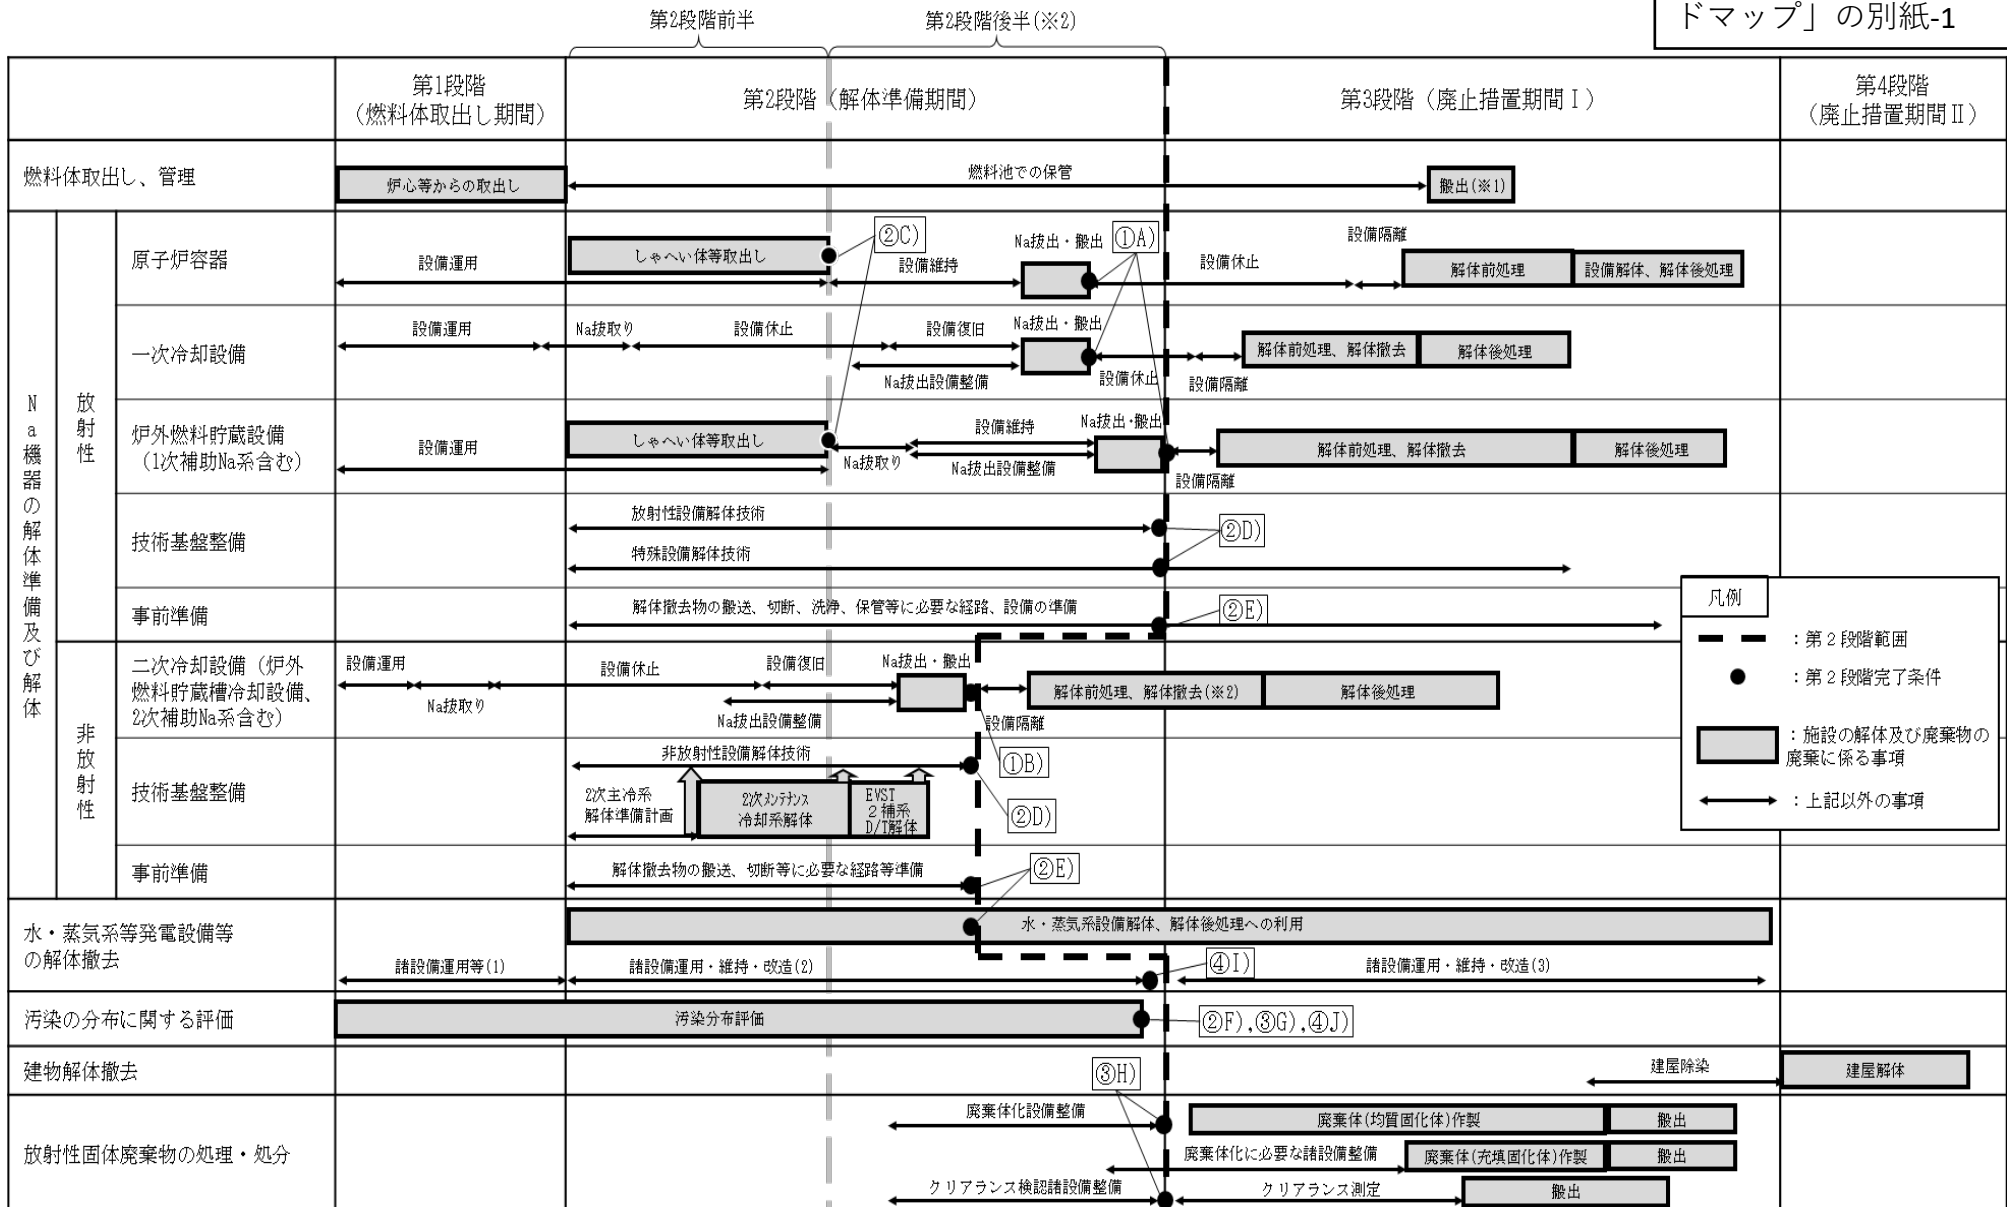 ドマップ」の別紙-1
第2段階前半
第2段階後半(※2)
第1段階
（燃料体取出し期間）
第2段階（解体準備期間）
第3段階（廃止措置期間Ⅰ）
第4段階
（廃止措置期間Ⅱ）
燃料体取出し、管理
炉心等からの取出し
燃料池での保管
搬出(※1)
Na機器の解体準備及び解体
放射性
原子炉容器
設備運用
しゃへい体等取出し
②C)
設備維持
Na抜出・搬出
①A)
設備休止
設備隔離
解体前処理
設備解体、解体後処理
一次冷却設備
設備運用
Na抜取り
設備休止
設備復旧
Na抜出設備整備
Na抜出・搬出
設備休止
設備隔離
解体前処理、解体撤去
解体後処理
炉外燃料貯蔵設備
（1次補助Na系含む）
設備運用
しゃへい体等取出し
Na抜取り
設備維持
Na抜出設備整備
Na抜出・搬出
設備隔離
解体前処理、解体撤去
解体後処理
技術基盤整備
放射性設備解体技術
特殊設備解体技術
②D)
事前準備
解体撤去物の搬送、切断、洗浄、保管等に必要な経路、設備の準備
②E)
非放射性
二次冷却設備（炉外
燃料貯蔵槽冷却設備、
2次補助Na系含む）
設備運用
Na抜取り
設備休止
設備復旧
Na抜出設備整備
Na抜出・搬出
設備隔離
①B)
解体前処理、解体撤去(※2)
解体後処理
技術基盤整備
非放射性設備解体技術
2次主冷系
解体準備計画
2次メンテナンス
冷却系解体
EVST
２補系
D/T解体
②D)
事前準備
解体撤去物の搬送、切断等に必要な経路等準備
②E)
水・蒸気系等発電設備等
の解体撤去
水・蒸気系設備解体、解体後処理への利用
諸設備運用等(1)
諸設備運用・維持・改造(2)
④I)
諸設備運用・維持・改造(3)
汚染の分布に関する評価
汚染分布評価
②F),③G),④J)
建物解体撤去
建屋除染
建屋解体
放射性固体廃棄物の処理・処分
③H)
廃棄体化設備整備
廃棄体(均質固化体)作製
搬出
廃棄体化に必要な諸設備整備
廃棄体(充填固化体)作製
搬出
クリアランス検認諸設備整備
クリアランス測定
搬出
凡例
：第２段階範囲
：第２段階完了条件
：施設の解体及び廃棄物の
廃棄に係る事項
：上記以外の事項